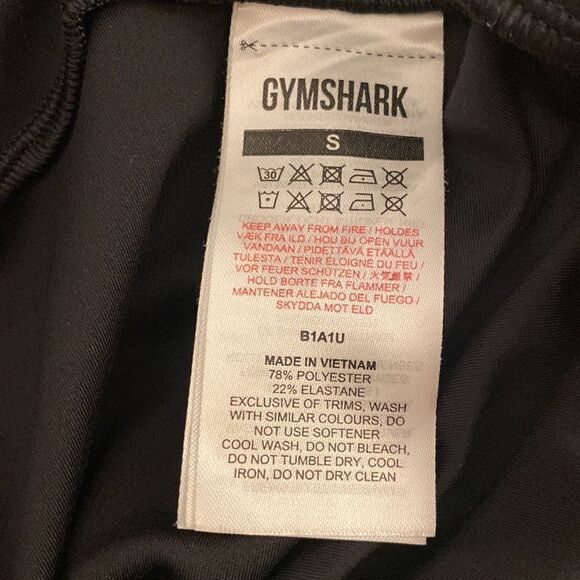 GYMSHARK
S
30
KEEP AWAY FROM FIRE / HOLDES
VÆK FRA ILD / HOU BIJ OPEN VUUR
VANDAAN / PIDETTÄVÄ ETÄÄLLÄ
TULESTA / TENIR ÉLOIGNÉ DU FEU /
VOR FEUER SCHÜTZEN / 火気厳禁 /
HOLD BORTE FRA FLAMMER /
MANTENER ALEJADO DEL FUEGO /
SKYDDA MOT ELD
B1A1U
MADE IN VIETNAM
78% POLYESTER
22% ELASTANE
EXCLUSIVE OF TRIMS, WASH
WITH SIMILAR COLOURS, DO
NOT USE SOFTENER
COOL WASH, DO NOT BLEACH,
DO NOT TUMBLE DRY, COOL
IRON, DO NOT DRY CLEAN